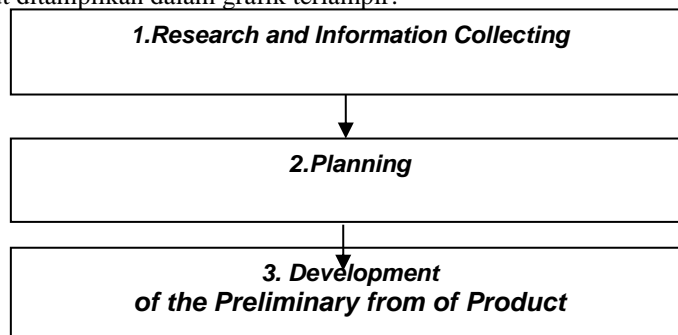 ut ditampilkan dalam grafik terlampir:
1.Research and Information Collecting
2.Planning
3. Development
of the Preliminary from of Product